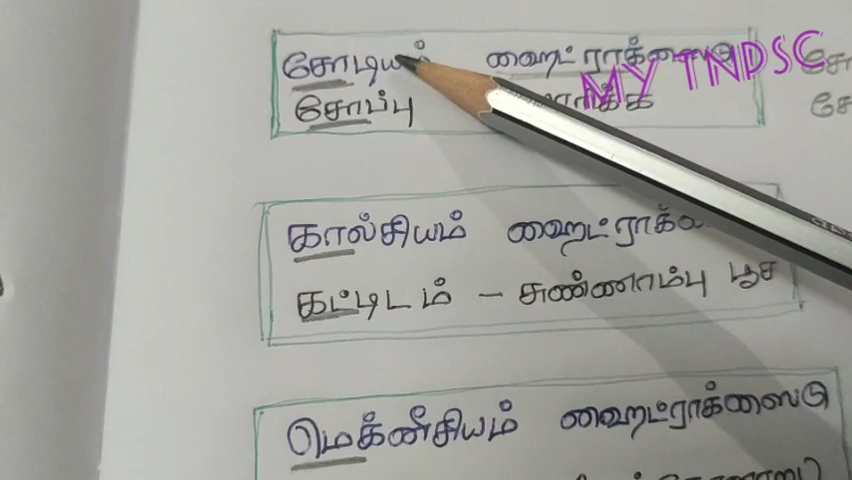 சோடியம் ஹைட்ராக்ஸைடு
MY TNDSC
சோப்பு
கால்சியம்
கட்டிடம் – சுண்ணாம்பு பூச
மெக்னீசியம் ஹைட்ராக்ஸைடு